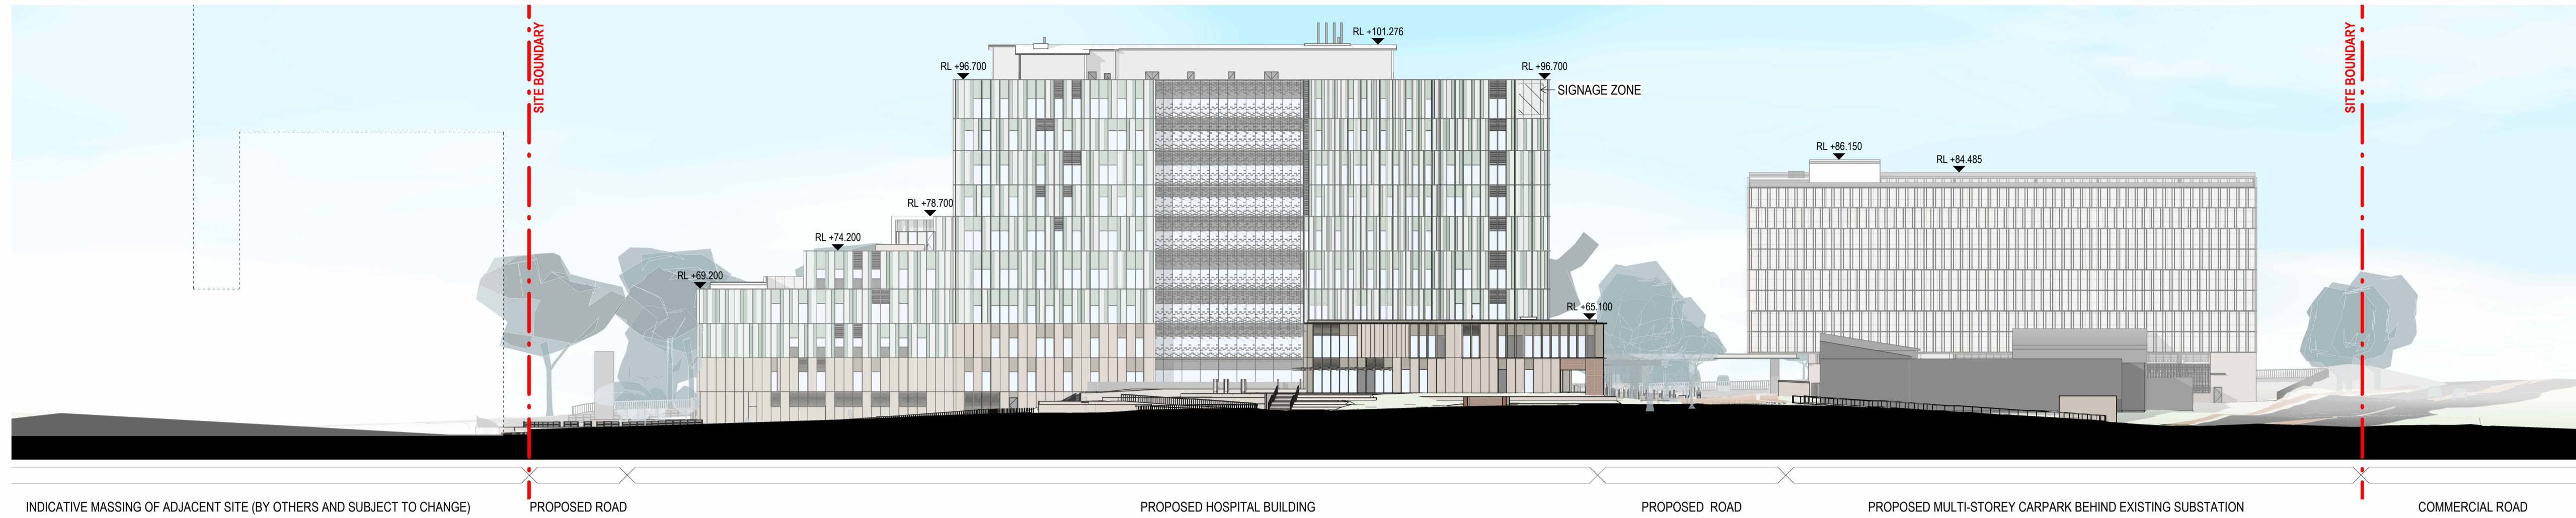 SITE BOUNDARY
RL +101.276
SITE BOUNDARY
RL +96.700
RL +96.700
SIGNAGE ZONE
RL +86.150
RL +84.485
RL +78.700
RL +74.200
RL +69.200
RL +65.100
INDICATIVE MASSING OF ADJACENT SITE (BY OTHERS AND SUBJECT TO CHANGE)
PROPOSED ROAD
PROPOSED HOSPITAL BUILDING
PROPOSED ROAD
PROPOSED MULTI-STOREY CARPARK BEHIND EXISTING SUBSTATION
COMMERCIAL ROAD